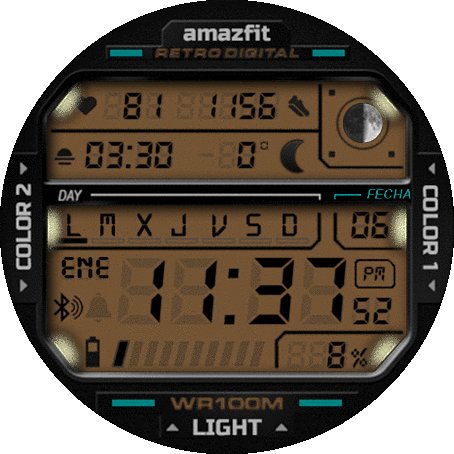 amazfit
RETRO DIGITAL
81 1156
03:30 0°
DAY FECHA
L M X J V S D 06
ENE 11:37 PM 52
8%
COLOR 2
COLOR 1
WR100M
LIGHT